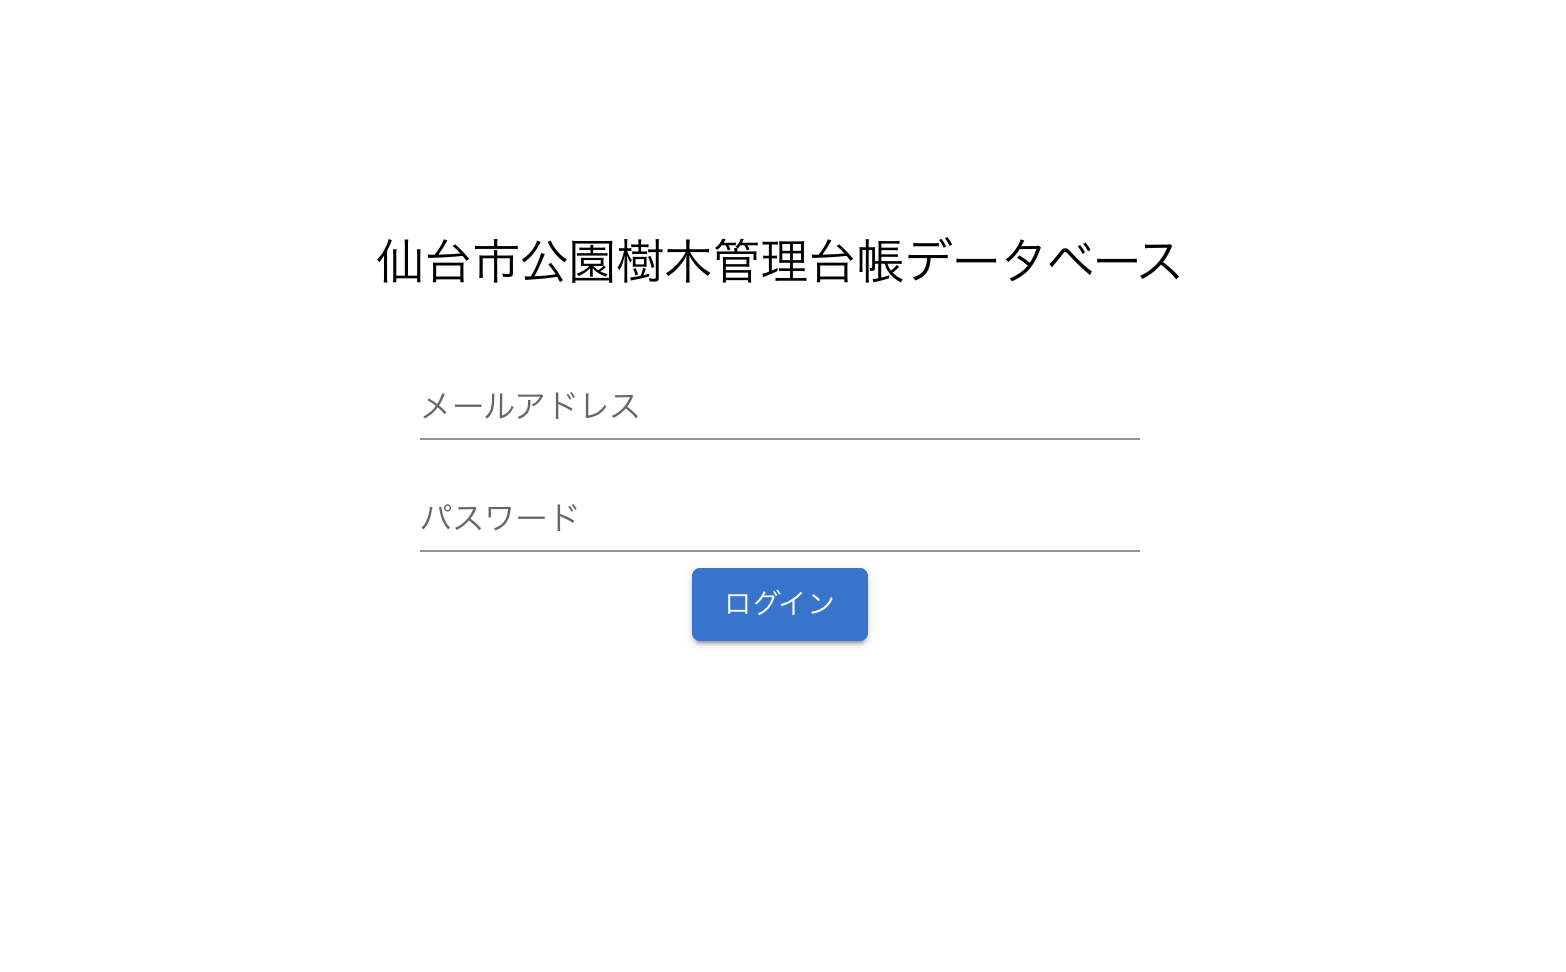 仙台市公園樹木管理台帳データベース
メールアドレス
パスワード
ログイン